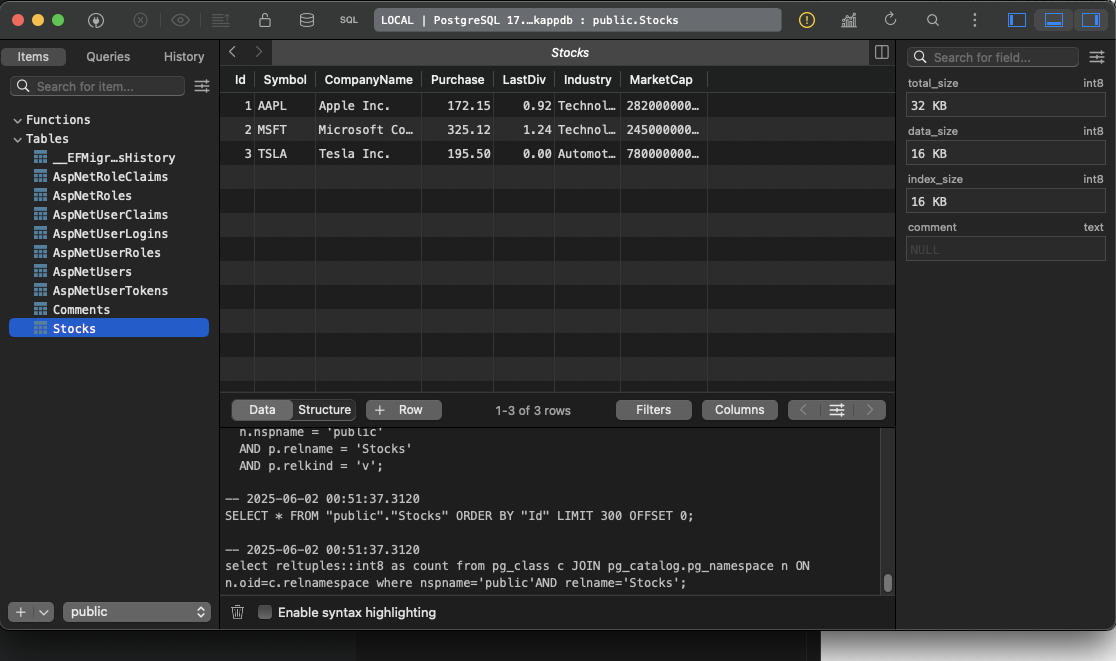 SQL
LOCAL | PostgreSQL 17.…kappdb : public.Stocks
Items
Queries
History
Search for item...
Functions
Tables
__EFMigr…sHistory
AspNetRoleClaims
AspNetRoles
AspNetUserClaims
AspNetUserLogins
AspNetUserRoles
AspNetUsers
AspNetUserTokens
Comments
Stocks
public
Stocks
Id Symbol CompanyName Purchase LastDiv Industry MarketCap
1 AAPL Apple Inc. 172.15 0.92 Technol… 282000000…
2 MSFT Microsoft Co… 325.12 1.24 Technol… 245000000…
3 TSLA Tesla Inc. 195.50 0.00 Automot… 780000000…
Data
Structure
+ Row
1-3 of 3 rows
Filters
Columns
n.nspname = 'public'
AND p.relname = 'Stocks'
AND p.relkind = 'v';
-- 2025-06-02 00:51:37.3120
SELECT * FROM "public"."Stocks" ORDER BY "Id" LIMIT 300 OFFSET 0;
-- 2025-06-02 00:51:37.3120
select reltuples::int8 as count from pg_class c JOIN pg_catalog.pg_namespace n ON
n.oid=c.relnamespace where nspname='public'AND relname='Stocks';
Enable syntax highlighting
Search for field...
total_size int8
32 KB
data_size int8
16 KB
index_size int8
16 KB
comment text
NULL